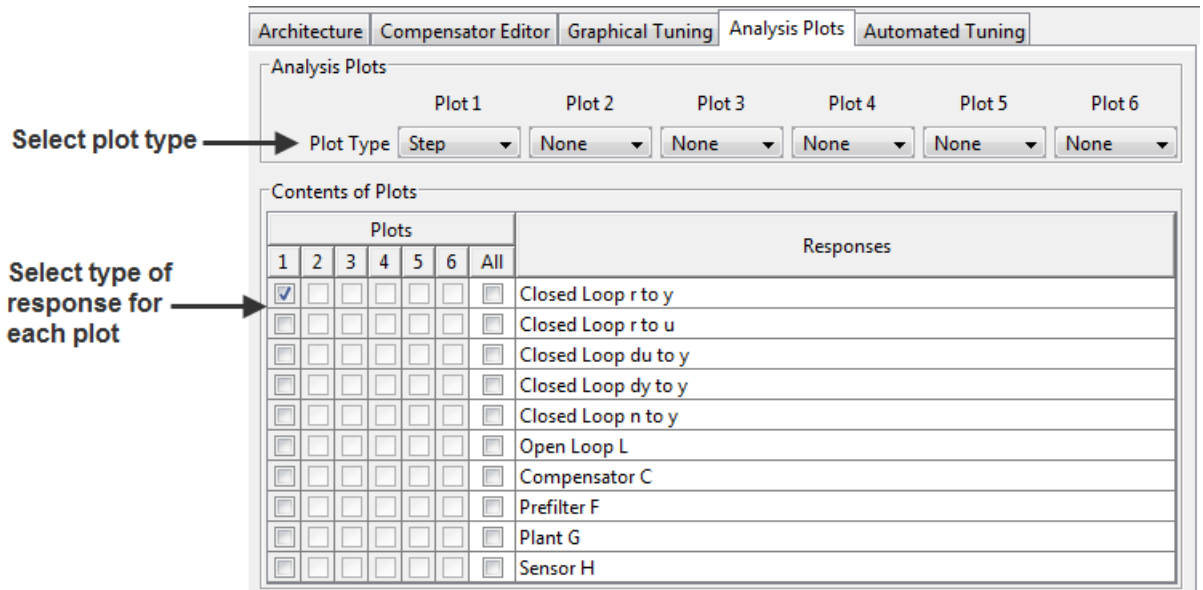 Architecture Compensator Editor Graphical Tuning Analysis Plots Automated Tuning
Analysis Plots
Plot 1 Plot 2 Plot 3 Plot 4 Plot 5 Plot 6
Select plot type
Plot Type Step None None None None None
Contents of Plots
Plots
Responses
1 2 3 4 5 6 All
Select type of
response for
each plot
Closed Loop r to y
Closed Loop r to u
Closed Loop du to y
Closed Loop dy to y
Closed Loop n to y
Open Loop L
Compensator C
Prefilter F
Plant G
Sensor H